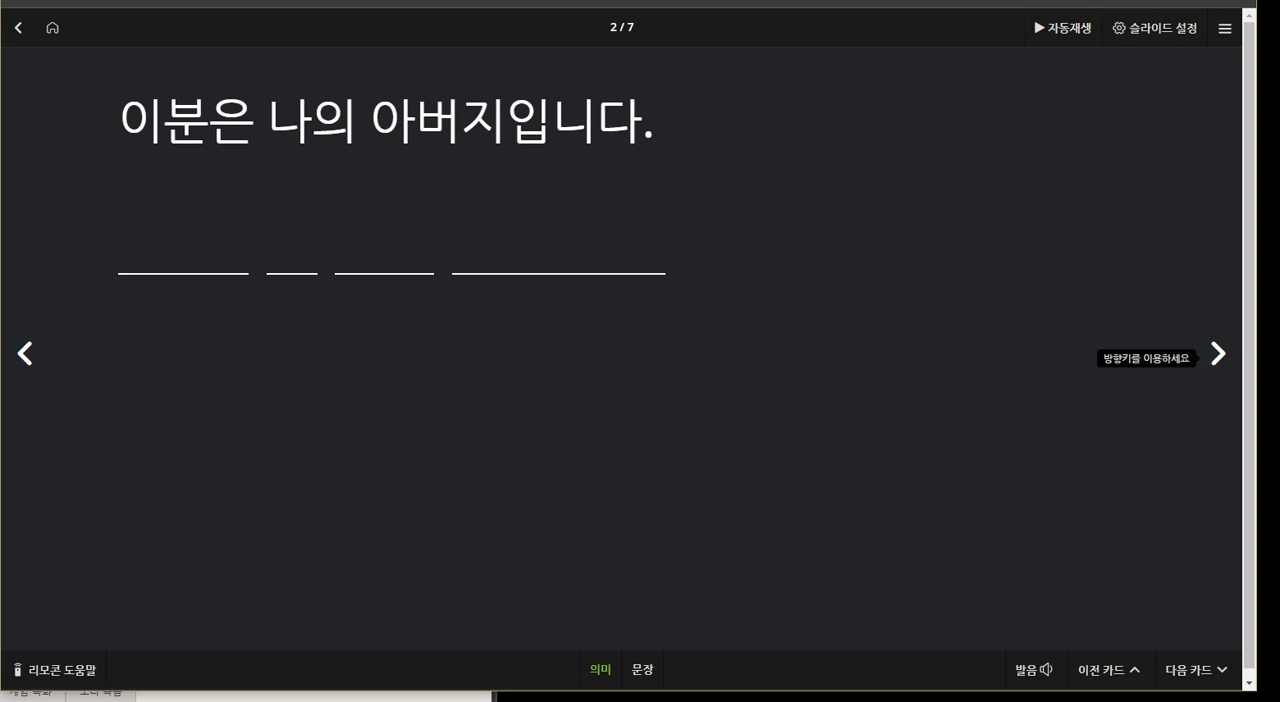 2 / 7
자동재생
슬라이드 설정
이분은 나의 아버지입니다.
방향키를 이용하세요
리모콘 도움말
의미
문장
발음
이전 카드
다음 카드